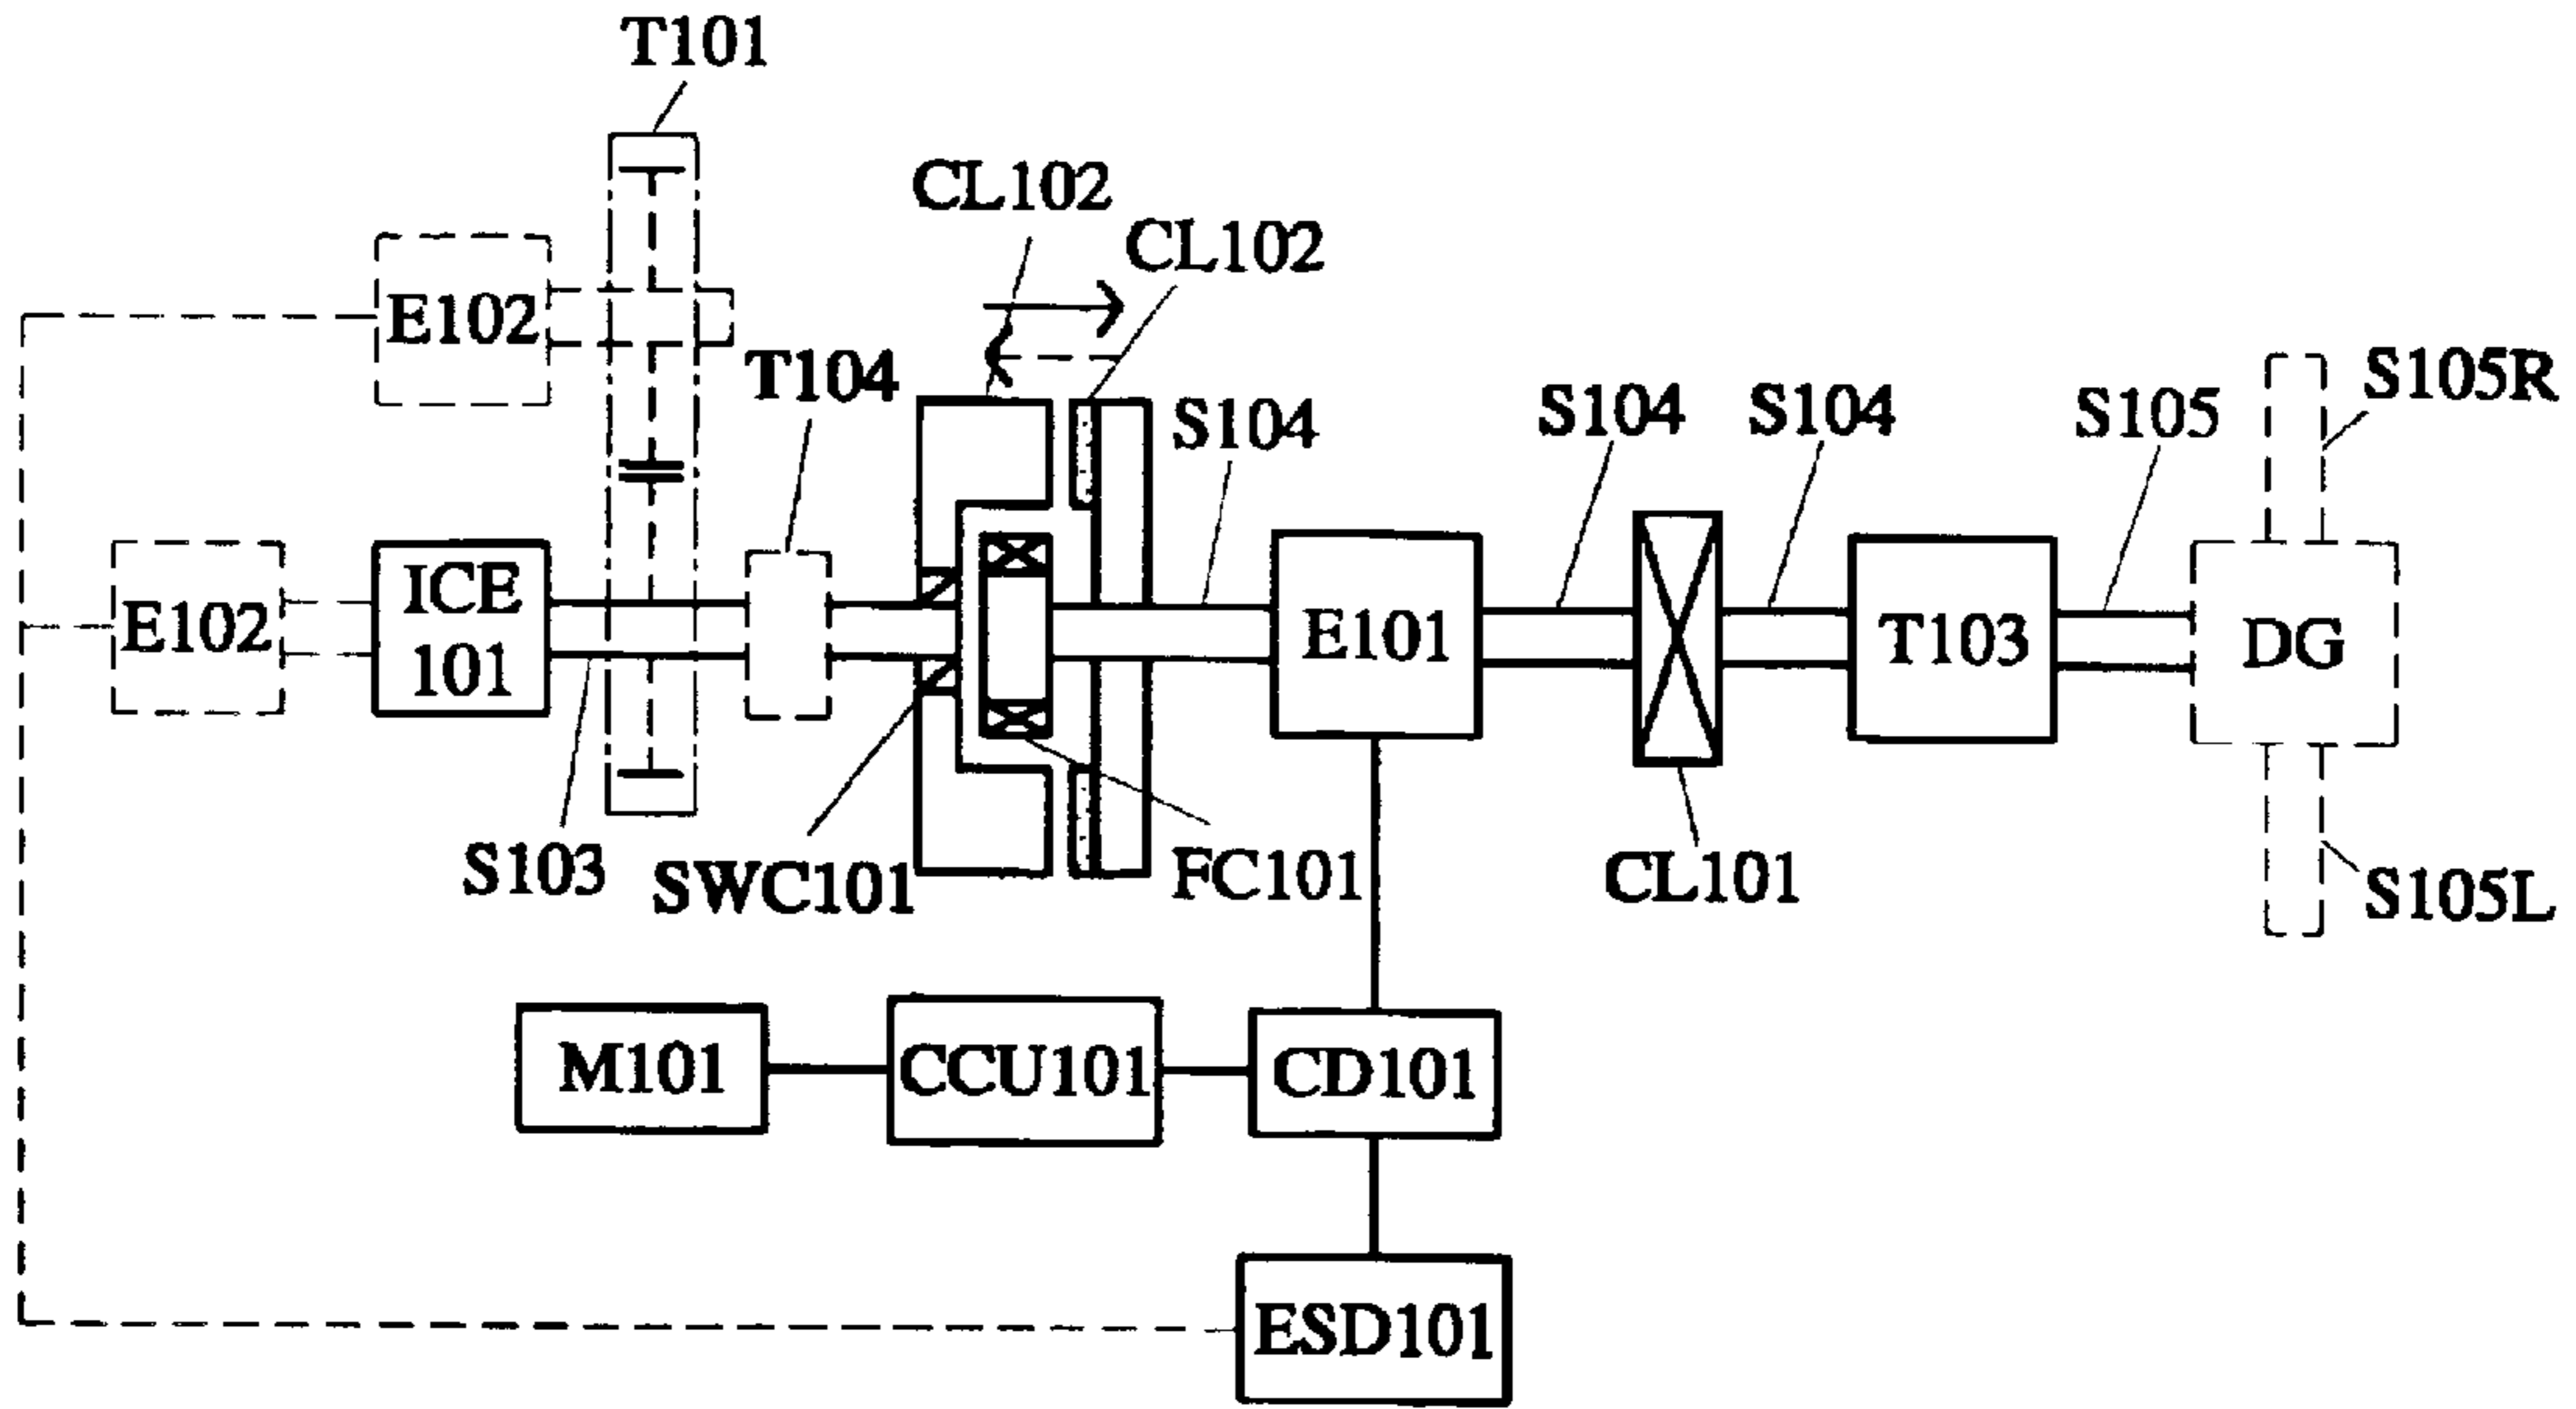 T101
CL102
CL102
E102
T104
S104
S104
S104
S105
S105R
E102
ICE
101
E101
T103
DG
S103
SWC101
FC101
CL101
S105L
M101
CCU101
CD101
ESD101